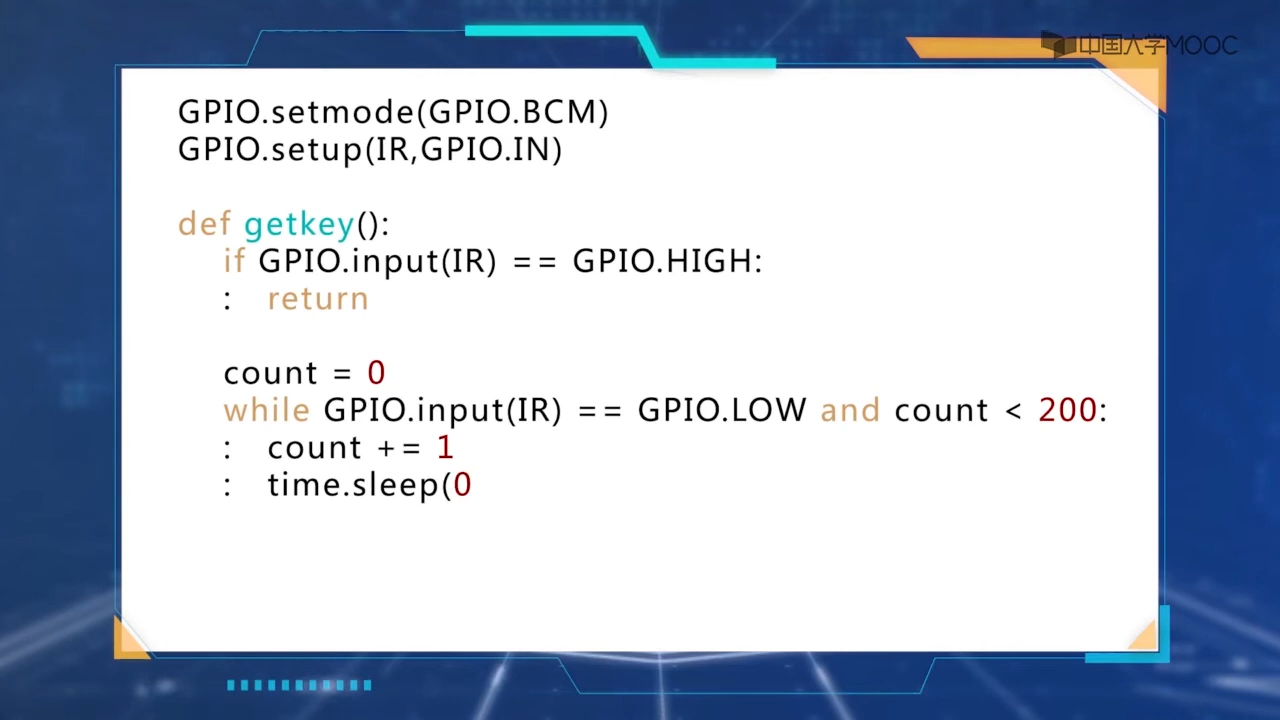 中国大学MOOC
GPIO.setmode(GPIO.BCM)
GPIO.setup(IR,GPIO.IN)
def getkey():
if GPIO.input(IR) == GPIO.HIGH:
: return
count = 0
while GPIO.input(IR) == GPIO.LOW and count < 200:
: count += 1
: time.sleep(0